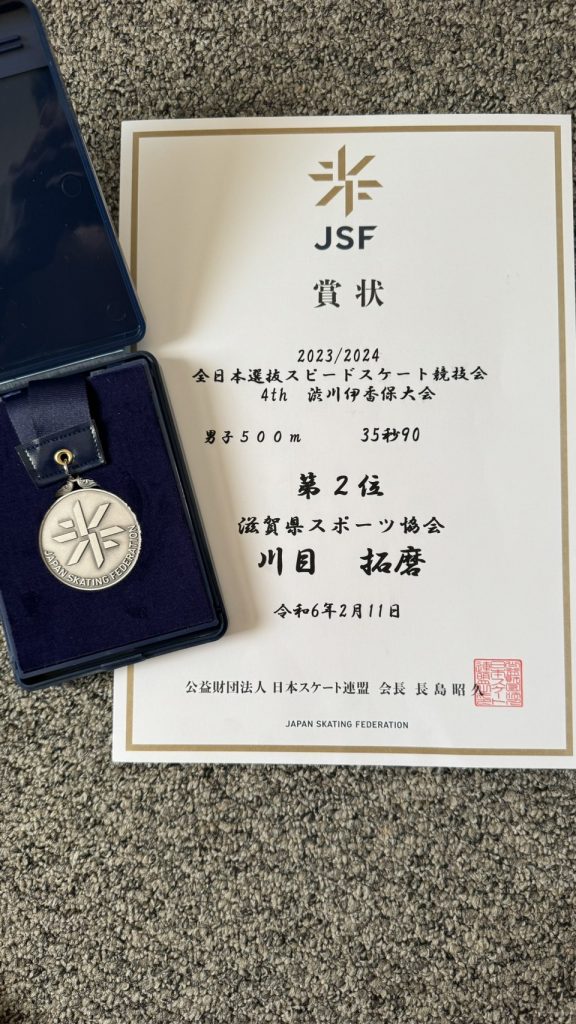 JSF
賞状
2023/2024
全日本選抜スピードスケート競技会
4th 渋川伊香保大会
男子500m 35秒90
第2位
滋賀県スポーツ協会
川目 拓磨
令和6年2月11日
公益財団法人 日本スケート連盟 会長 長島昭久
JAPAN SKATING FEDERATION
JAPAN SKATING FEDERATION